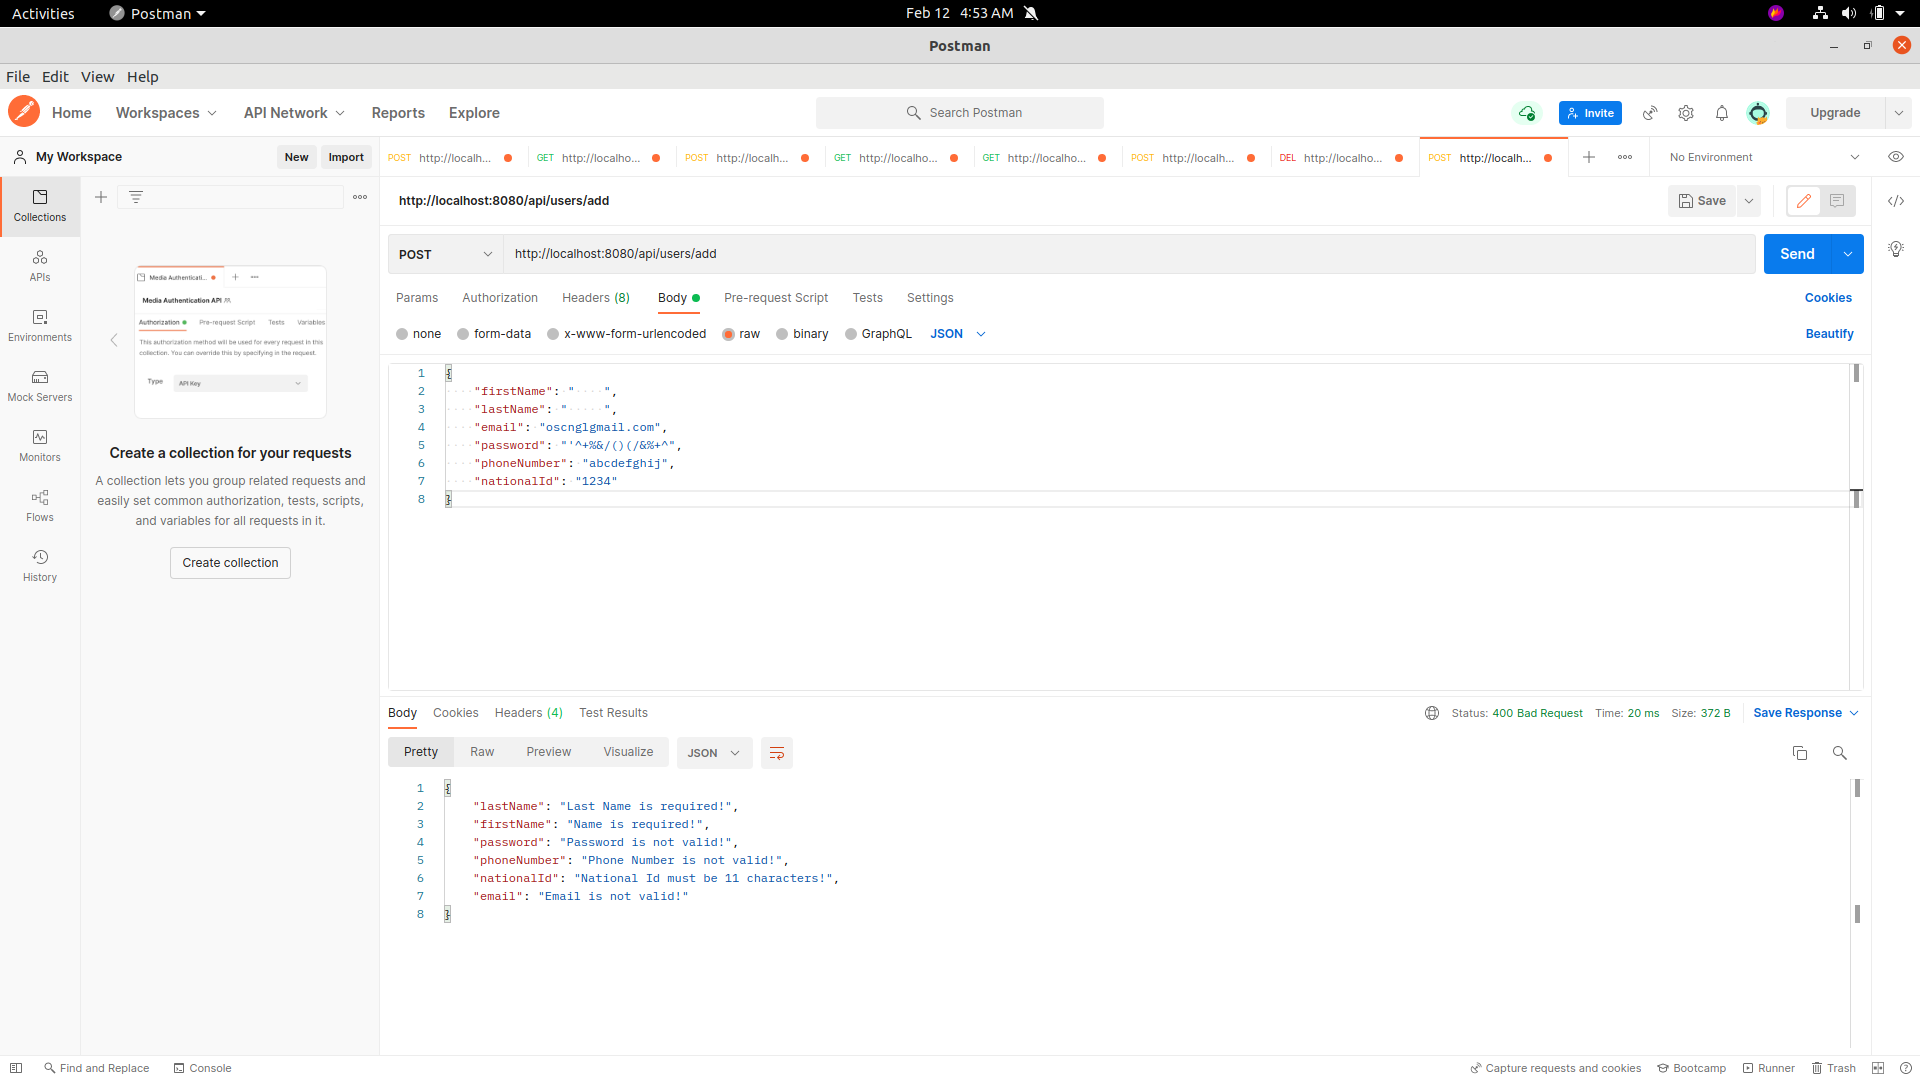 Activities Postman Feb 12 4:53 AM
Postman
File Edit View Help
Home Workspaces API Network Reports Explore Search Postman Invite Upgrade
My Workspace New Import
POST http://localh... GET http://localho... POST http://localh... GET http://localho... GET http://localho... POST http://localh... DEL http://localho... POST http://localh... No Environment
Collections
APIs
Environments
Mock Servers
Monitors
Flows
History
Media Authenticati...
Media Authentication API
Authorization Pre-request Script Tests Variables
This authorization method will be used for every request in this
collection. You can override this by specifying in the request.
Type API Key
Create a collection for your requests
A collection lets you group related requests and
easily set common authorization, tests, scripts,
and variables for all requests in it.
Create collection
http://localhost:8080/api/users/add Save
POST http://localhost:8080/api/users/add Send
Params Authorization Headers (8) Body Pre-request Script Tests Settings Cookies
none form-data x-www-form-urlencoded raw binary GraphQL JSON Beautify
1 {
2 "firstName": "    ",
3 "lastName": "     ",
4 "email": "oscnglgmail.com",
5 "password": "'^+%&/()(/&%+^",
6 "phoneNumber": "abcdefghij",
7 "nationalId": "1234"
8 }
Body Cookies Headers (4) Test Results Status: 400 Bad Request Time: 20 ms Size: 372 B Save Response
Pretty Raw Preview Visualize JSON
1 {
2 "lastName": "Last Name is required!",
3 "firstName": "Name is required!",
4 "password": "Password is not valid!",
5 "phoneNumber": "Phone Number is not valid!",
6 "nationalId": "National Id must be 11 characters!",
7 "email": "Email is not valid!"
8 }
Find and Replace Console Capture requests and cookies Bootcamp Runner Trash